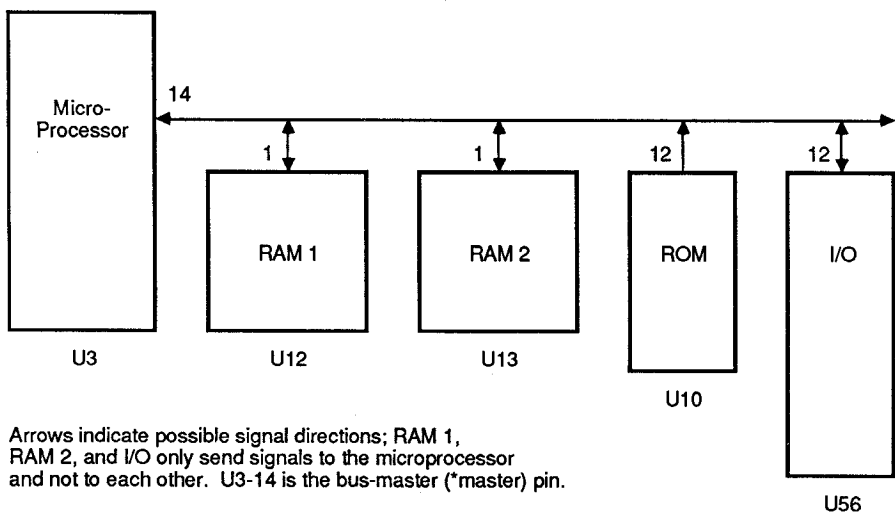 Micro-
Processor
14
1
1
12
12
RAM 1
RAM 2
ROM
I/O
U3
U12
U13
U10
U56
Arrows indicate possible signal directions; RAM 1,
RAM 2, and I/O only send signals to the microprocessor
and not to each other. U3-14 is the bus-master (*master) pin.